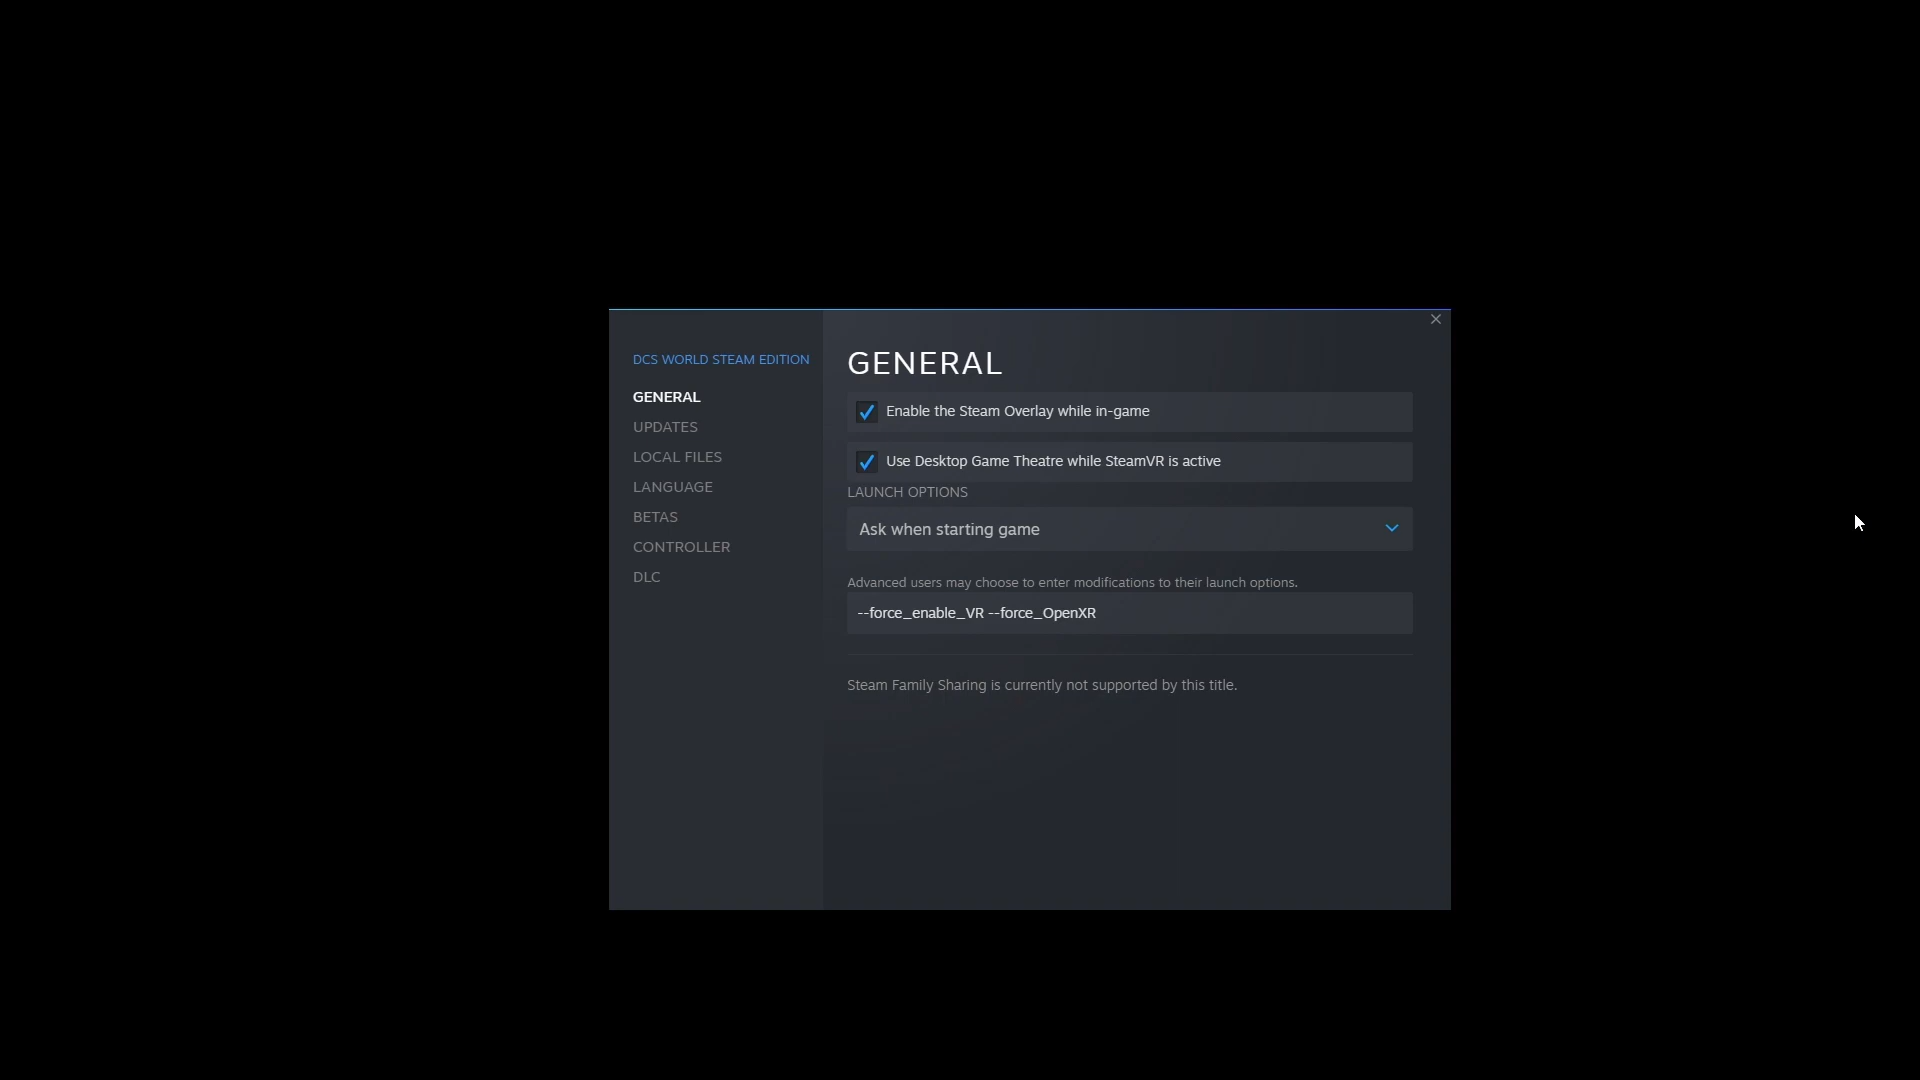 DCS WORLD STEAM EDITION
GENERAL
UPDATES
LOCAL FILES
LANGUAGE
BETAS
CONTROLLER
DLC
GENERAL
Enable the Steam Overlay while in-game
Use Desktop Game Theatre while SteamVR is active
LAUNCH OPTIONS
Ask when starting game
Advanced users may choose to enter modifications to their launch options.
--force_enable_VR --force_OpenXR
Steam Family Sharing is currently not supported by this title.